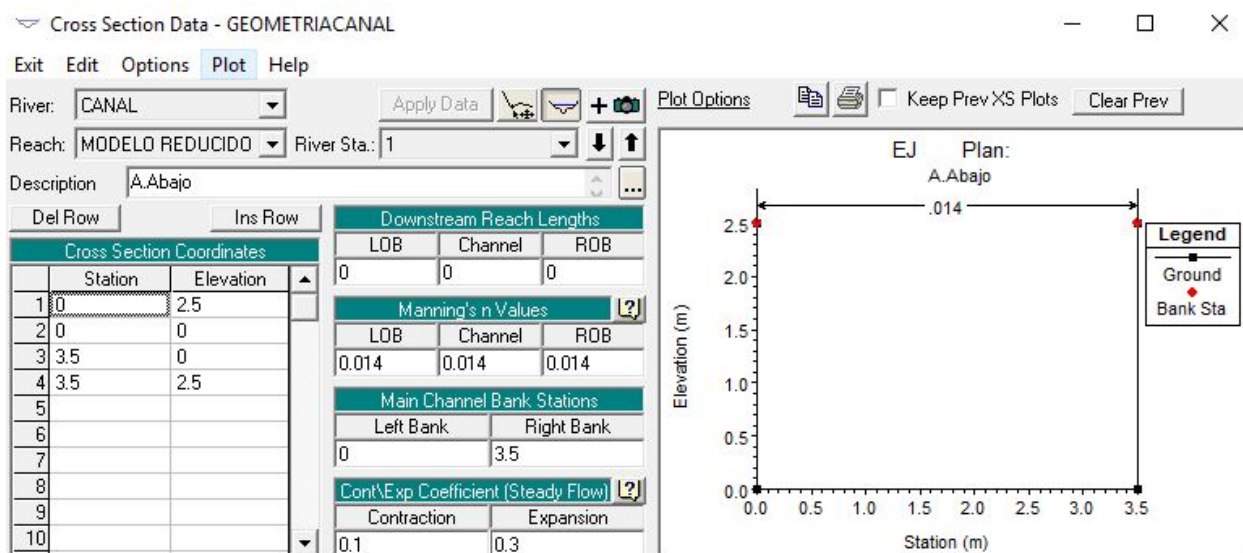 Cross Section Data - GEOMETRIACANAL
Exit Edit Options Plot Help
River: CANAL Apply Data
Reach: MODELO REDUCIDO River Sta.: 1
Description A.Abajo ...
Del Row Ins Row
Cross Section Coordinates
Station Elevation
1 0 2.5
2 0 0
3 3.5 0
4 3.5 2.5
5
6
7
8
9
10
Downstream Reach Lengths
LOB Channel ROB
0 0 0
Manning's n Values ?
LOB Channel ROB
0.014 0.014 0.014
Main Channel Bank Stations
Left Bank Right Bank
0 3.5
Cont\Exp Coefficient (Steady Flow) ?
Contraction Expansion
0.1 0.3
Plot Options Keep Prev XS Plots Clear Prev
EJ Plan:
A.Abajo
.014
2.5
2.0
1.5
1.0
0.5
0.0
Elevation (m)
0.0 0.5 1.0 1.5 2.0 2.5 3.0 3.5
Station (m)
Legend
Ground
Bank Sta